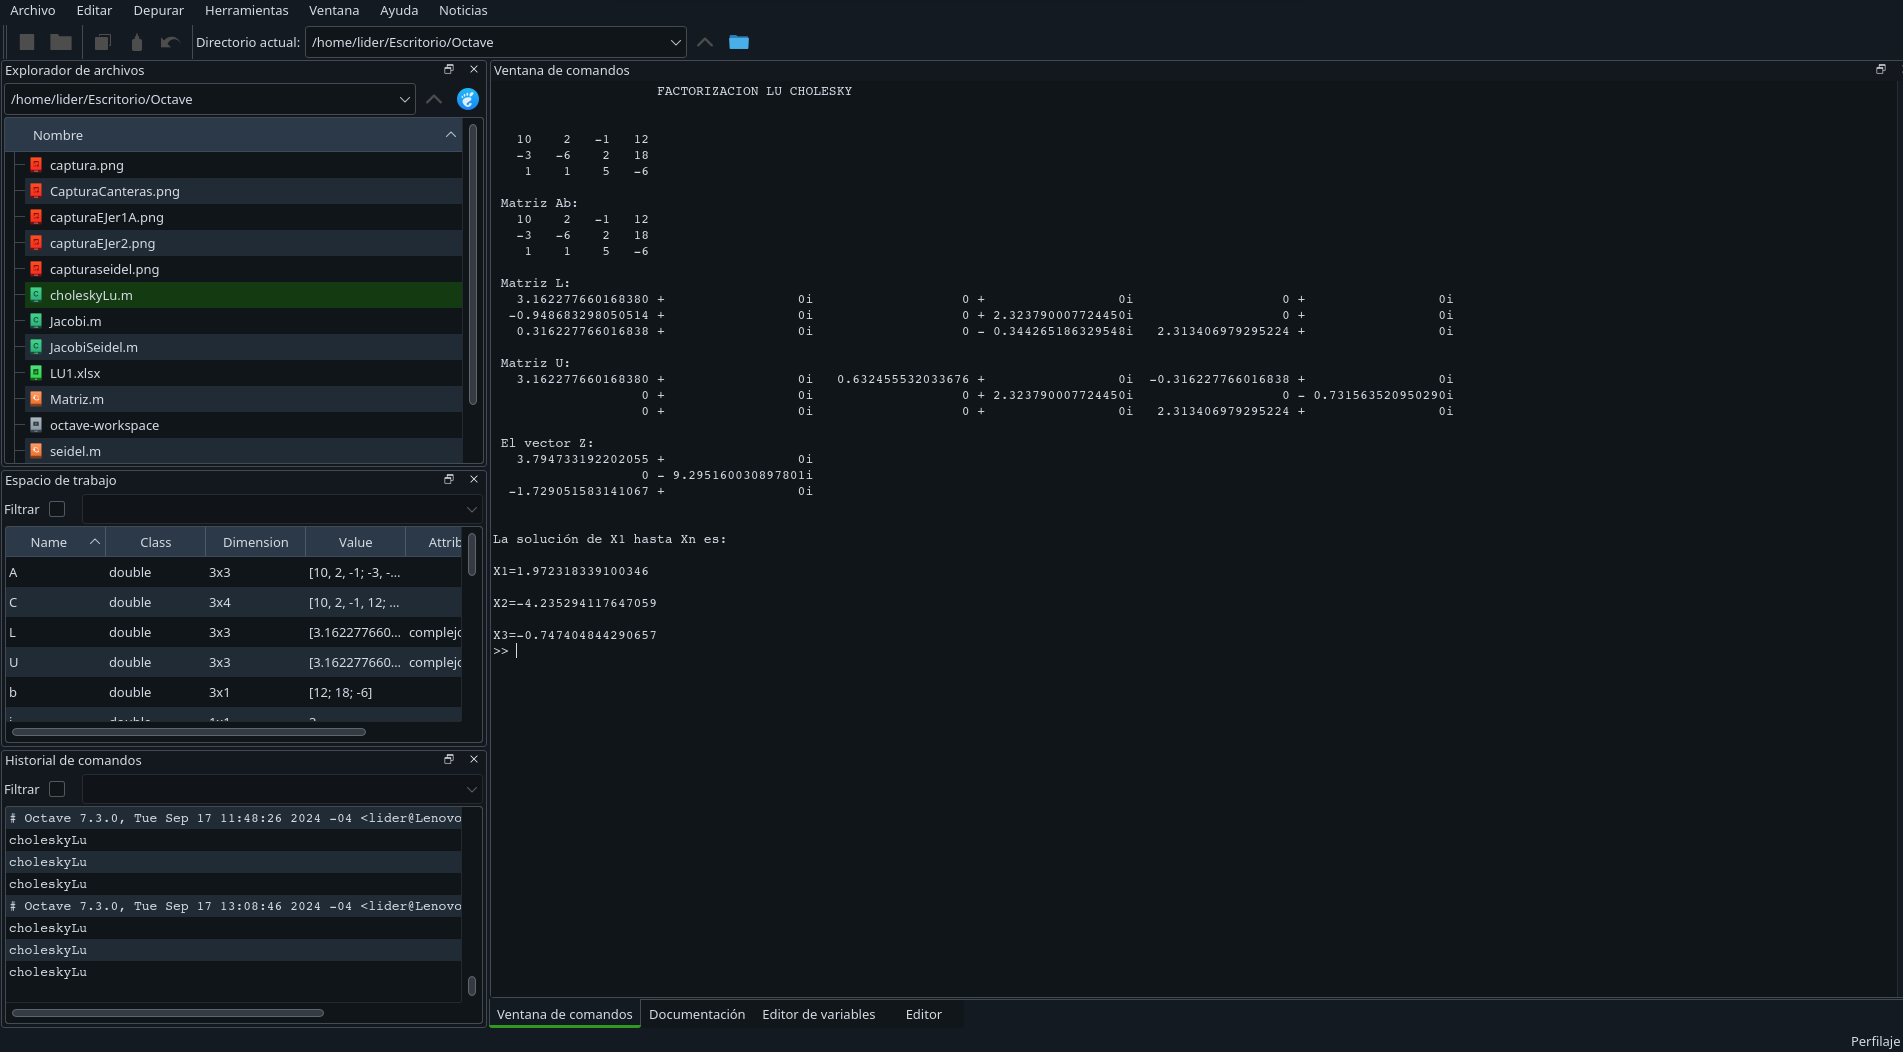 Archivo Editar Depurar Herramientas Ventana Ayuda Noticias
Directorio actual: /home/lider/Escritorio/Octave
Explorador de archivos
/home/lider/Escritorio/Octave
Nombre
captura.png
CapturaCanteras.png
capturaEJer1A.png
capturaEJer2.png
capturaseidel.png
choleskyLu.m
Jacobi.m
JacobiSeidel.m
LU1.xlsx
Matriz.m
octave-workspace
seidel.m
Espacio de trabajo
Filtrar
Name Class Dimension Value Attrib
A double 3x3 [10, 2, -1; -3, -...
C double 3x4 [10, 2, -1, 12; ...
L double 3x3 [3.162277660... complejo
U double 3x3 [3.162277660... complejo
b double 3x1 [12; 18; -6]
Historial de comandos
Filtrar
# Octave 7.3.0, Tue Sep 17 11:48:26 2024 -04 <lider@Lenovo
choleskyLu
choleskyLu
choleskyLu
# Octave 7.3.0, Tue Sep 17 13:08:46 2024 -04 <lider@Lenovo
choleskyLu
choleskyLu
choleskyLu
Ventana de comandos
FACTORIZACION LU CHOLESKY
10 2 -1 12
-3 -6 2 18
1 1 5 -6
Matriz Ab:
10 2 -1 12
-3 -6 2 18
1 1 5 -6
Matriz L:
3.162277660168380 + 0i 0 + 0i 0 + 0i
-0.948683298050514 + 0i 0 + 2.323790007724450i 0 + 0i
0.316227766016838 + 0i 0 - 0.344265186329548i 2.313406979295224 + 0i
Matriz U:
3.162277660168380 + 0i 0.632455532033676 + 0i -0.316227766016838 + 0i
0 + 0i 0 + 2.323790007724450i 0 - 0.731563520950290i
0 + 0i 0 + 0i 2.313406979295224 + 0i
El vector Z:
3.794733192202055 + 0i
0 - 9.295160030897801i
-1.729051583141067 + 0i
La solución de X1 hasta Xn es:
X1=1.972318339100346
X2=-4.235294117647059
X3=-0.747404844290657
>>
Ventana de comandos Documentación Editor de variables Editor
Perfilaje